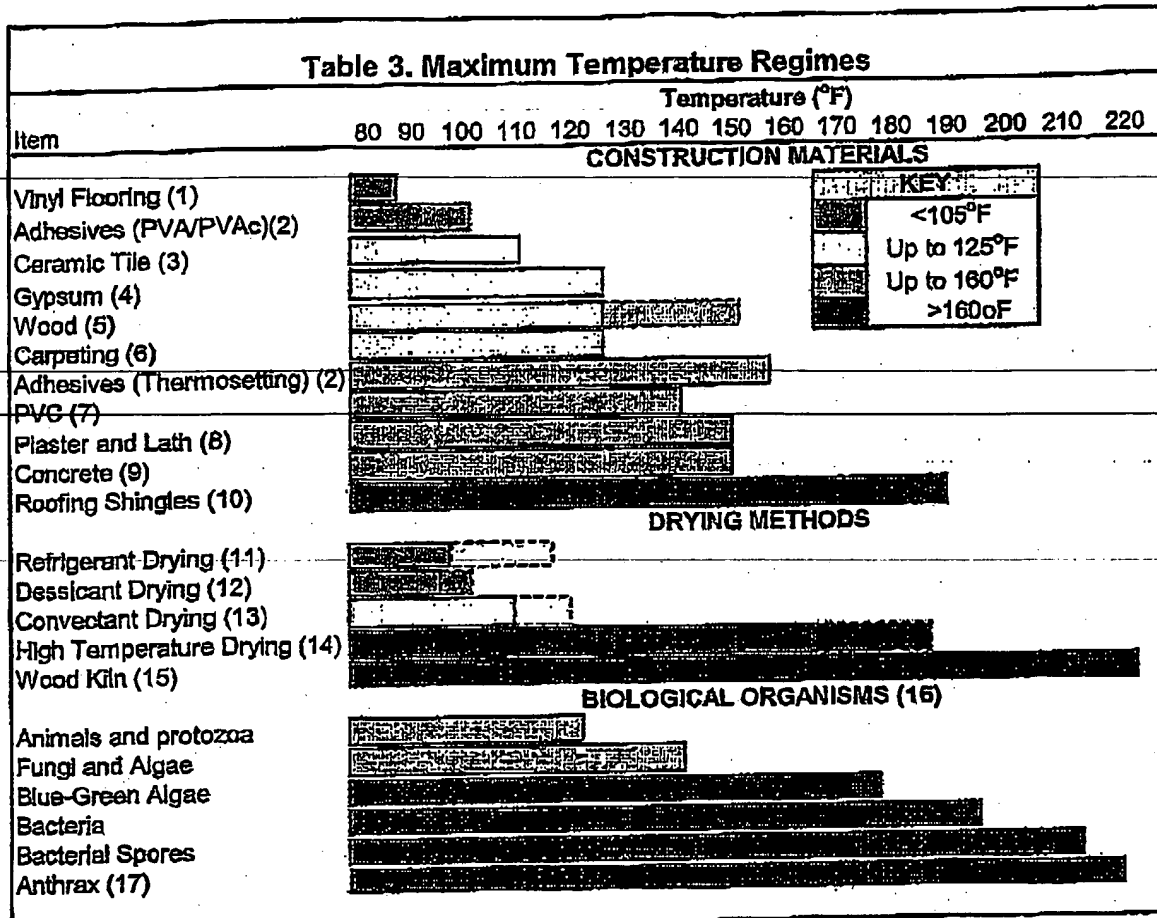 Table 3. Maximum Temperature Regimes
Temperature (°F)
Item 80 90 100 110 120 130 140 150 160 170 180 190 200 210 220
CONSTRUCTION MATERIALS
KEY
<105°F
Up to 125°F
Up to 160°F
>160oF
Vinyl Flooring (1)
Adhesives (PVA/PVAc)(2)
Ceramic Tile (3)
Gypsum (4)
Wood (5)
Carpeting (6)
Adhesives (Thermosetting) (2)
PVC (7)
Plaster and Lath (8)
Concrete (9)
Roofing Shingles (10)
DRYING METHODS
Refrigerant Drying (11)
Dessicant Drying (12)
Convectant Drying (13)
High Temperature Drying (14)
Wood Kiln (15)
BIOLOGICAL ORGANISMS (16)
Animals and protozoa
Fungi and Algae
Blue-Green Algae
Bacteria
Bacterial Spores
Anthrax (17)